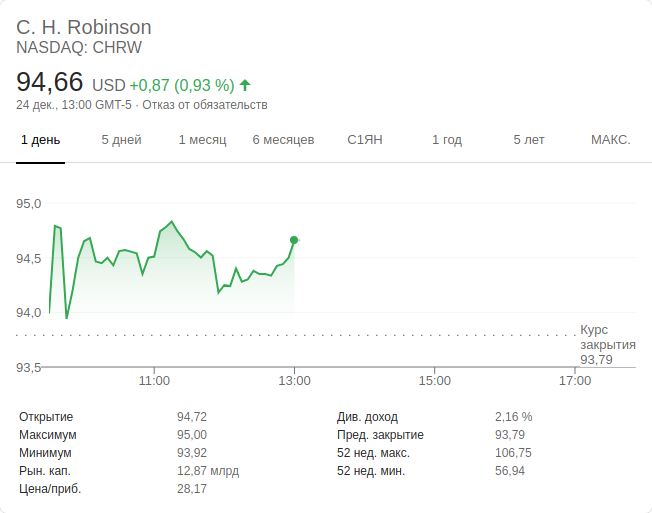 C. H. Robinson
NASDAQ: CHRW
94,66 USD +0,87 (0,93 %)
24 дек., 13:00 GMT-5 · Отказ от обязательств
1 день 5 дней 1 месяц 6 месяцев С1ЯН 1 год 5 лет МАКС.
95,0
94,5
94,0
Курс
закрытия
93,79
93,5
11:00 13:00 15:00 17:00
Открытие 94,72 Див. доход 2,16 %
Максимум 95,00 Пред. закрытие 93,79
Минимум 93,92 52 нед. макс. 106,75
Рын. кап. 12,87 млрд 52 нед. мин. 56,94
Цена/приб. 28,17